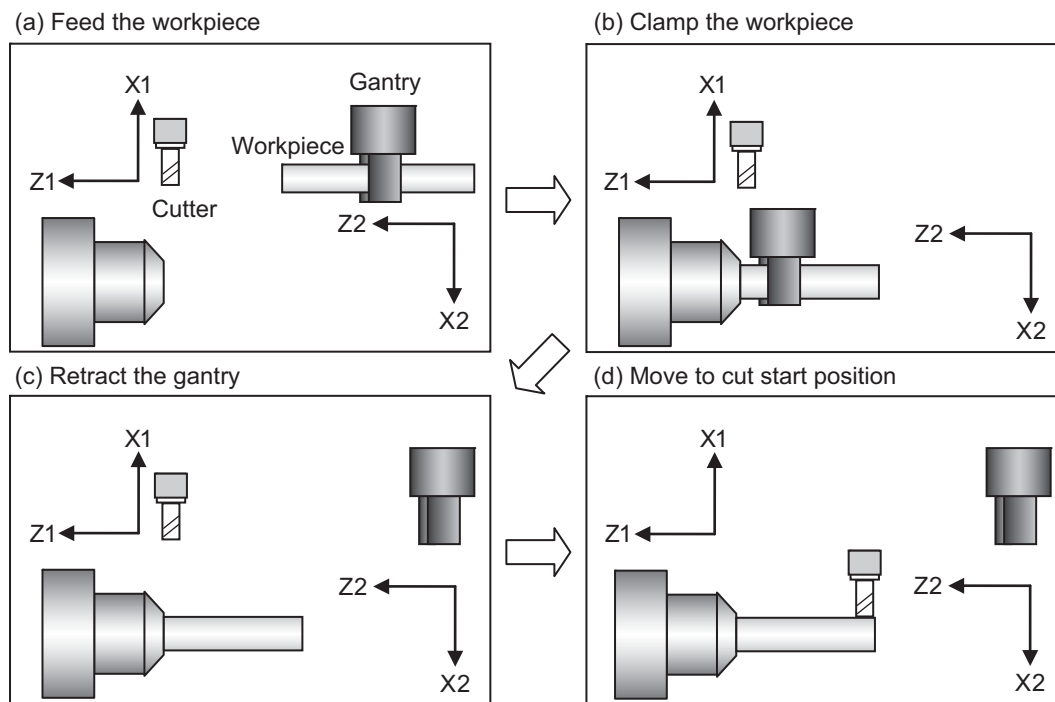 (a) Feed the workpiece
X1
Gantry
Workpiece
Z1
Cutter
Z2
X2
(b) Clamp the workpiece
X1
Z1
Z2
X2
(c) Retract the gantry
X1
Z1
Z2
X2
(d) Move to cut start position
X1
Z1
Z2
X2